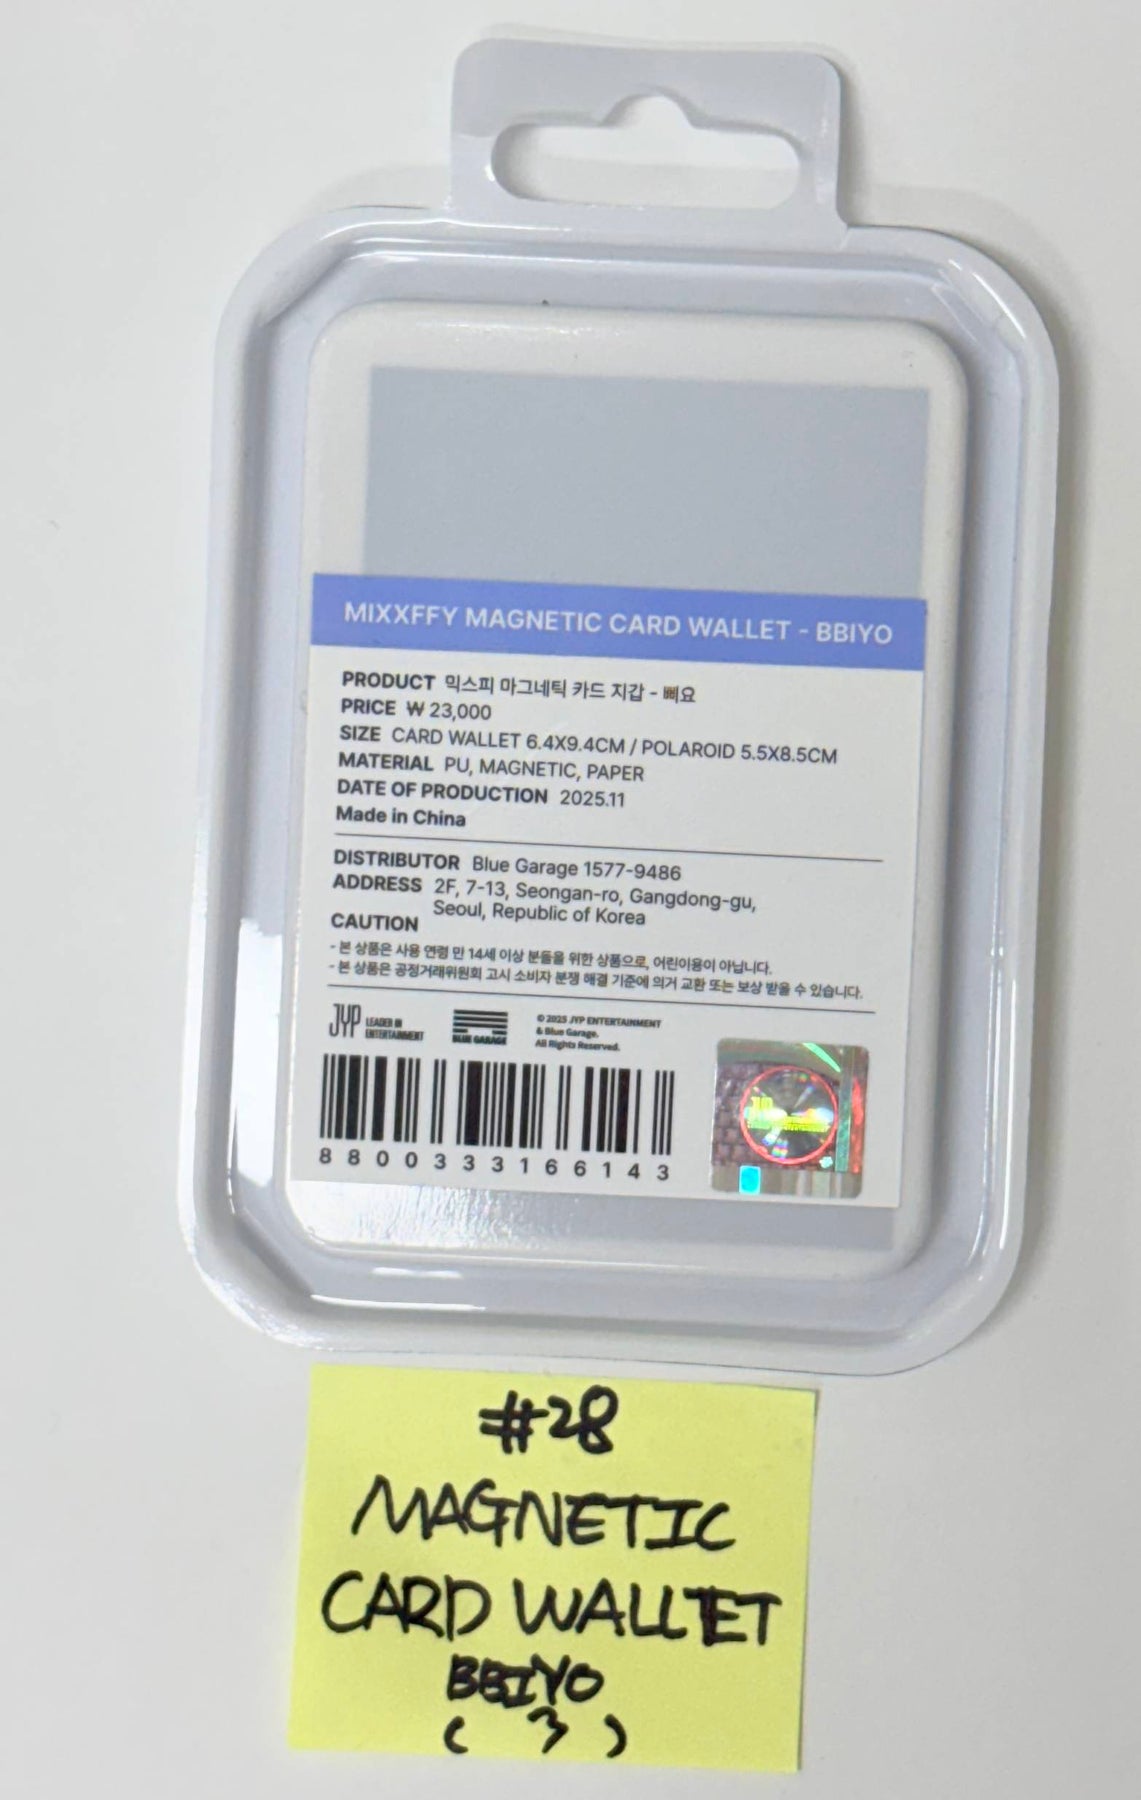 MIXXFFY MAGNETIC CARD WALLET - BBIYO
PRODUCT 믹스피 마그네틱 카드 지갑 - 삐요
PRICE ₩ 23,000
SIZE CARD WALLET 6.4X9.4CM / POLAROID 5.5X8.5CM
MATERIAL PU, MAGNETIC, PAPER
DATE OF PRODUCTION 2025.11
Made in China
DISTRIBUTOR Blue Garage 1577-9486
ADDRESS 2F, 7-13, Seongan-ro, Gangdong-gu,
Seoul, Republic of Korea
CAUTION
- 본 상품은 사용 연령 만 14세 이상 분들을 위한 상품으로, 어린이용이 아닙니다.
- 본 상품은 공정거래위원회 고시 소비자 분쟁 해결 기준에 의거 교환 또는 보상 받을 수 있습니다.
JYP LEADER IN
ENTERTAINMENT
BLUE GARAGE
© 2025 JYP ENTERTAINMENT
& Blue Garage.
All Rights Reserved.
JYP
8800333166143
#28
MAGNETIC
CARD WALLET
BBIYO
( 3 )